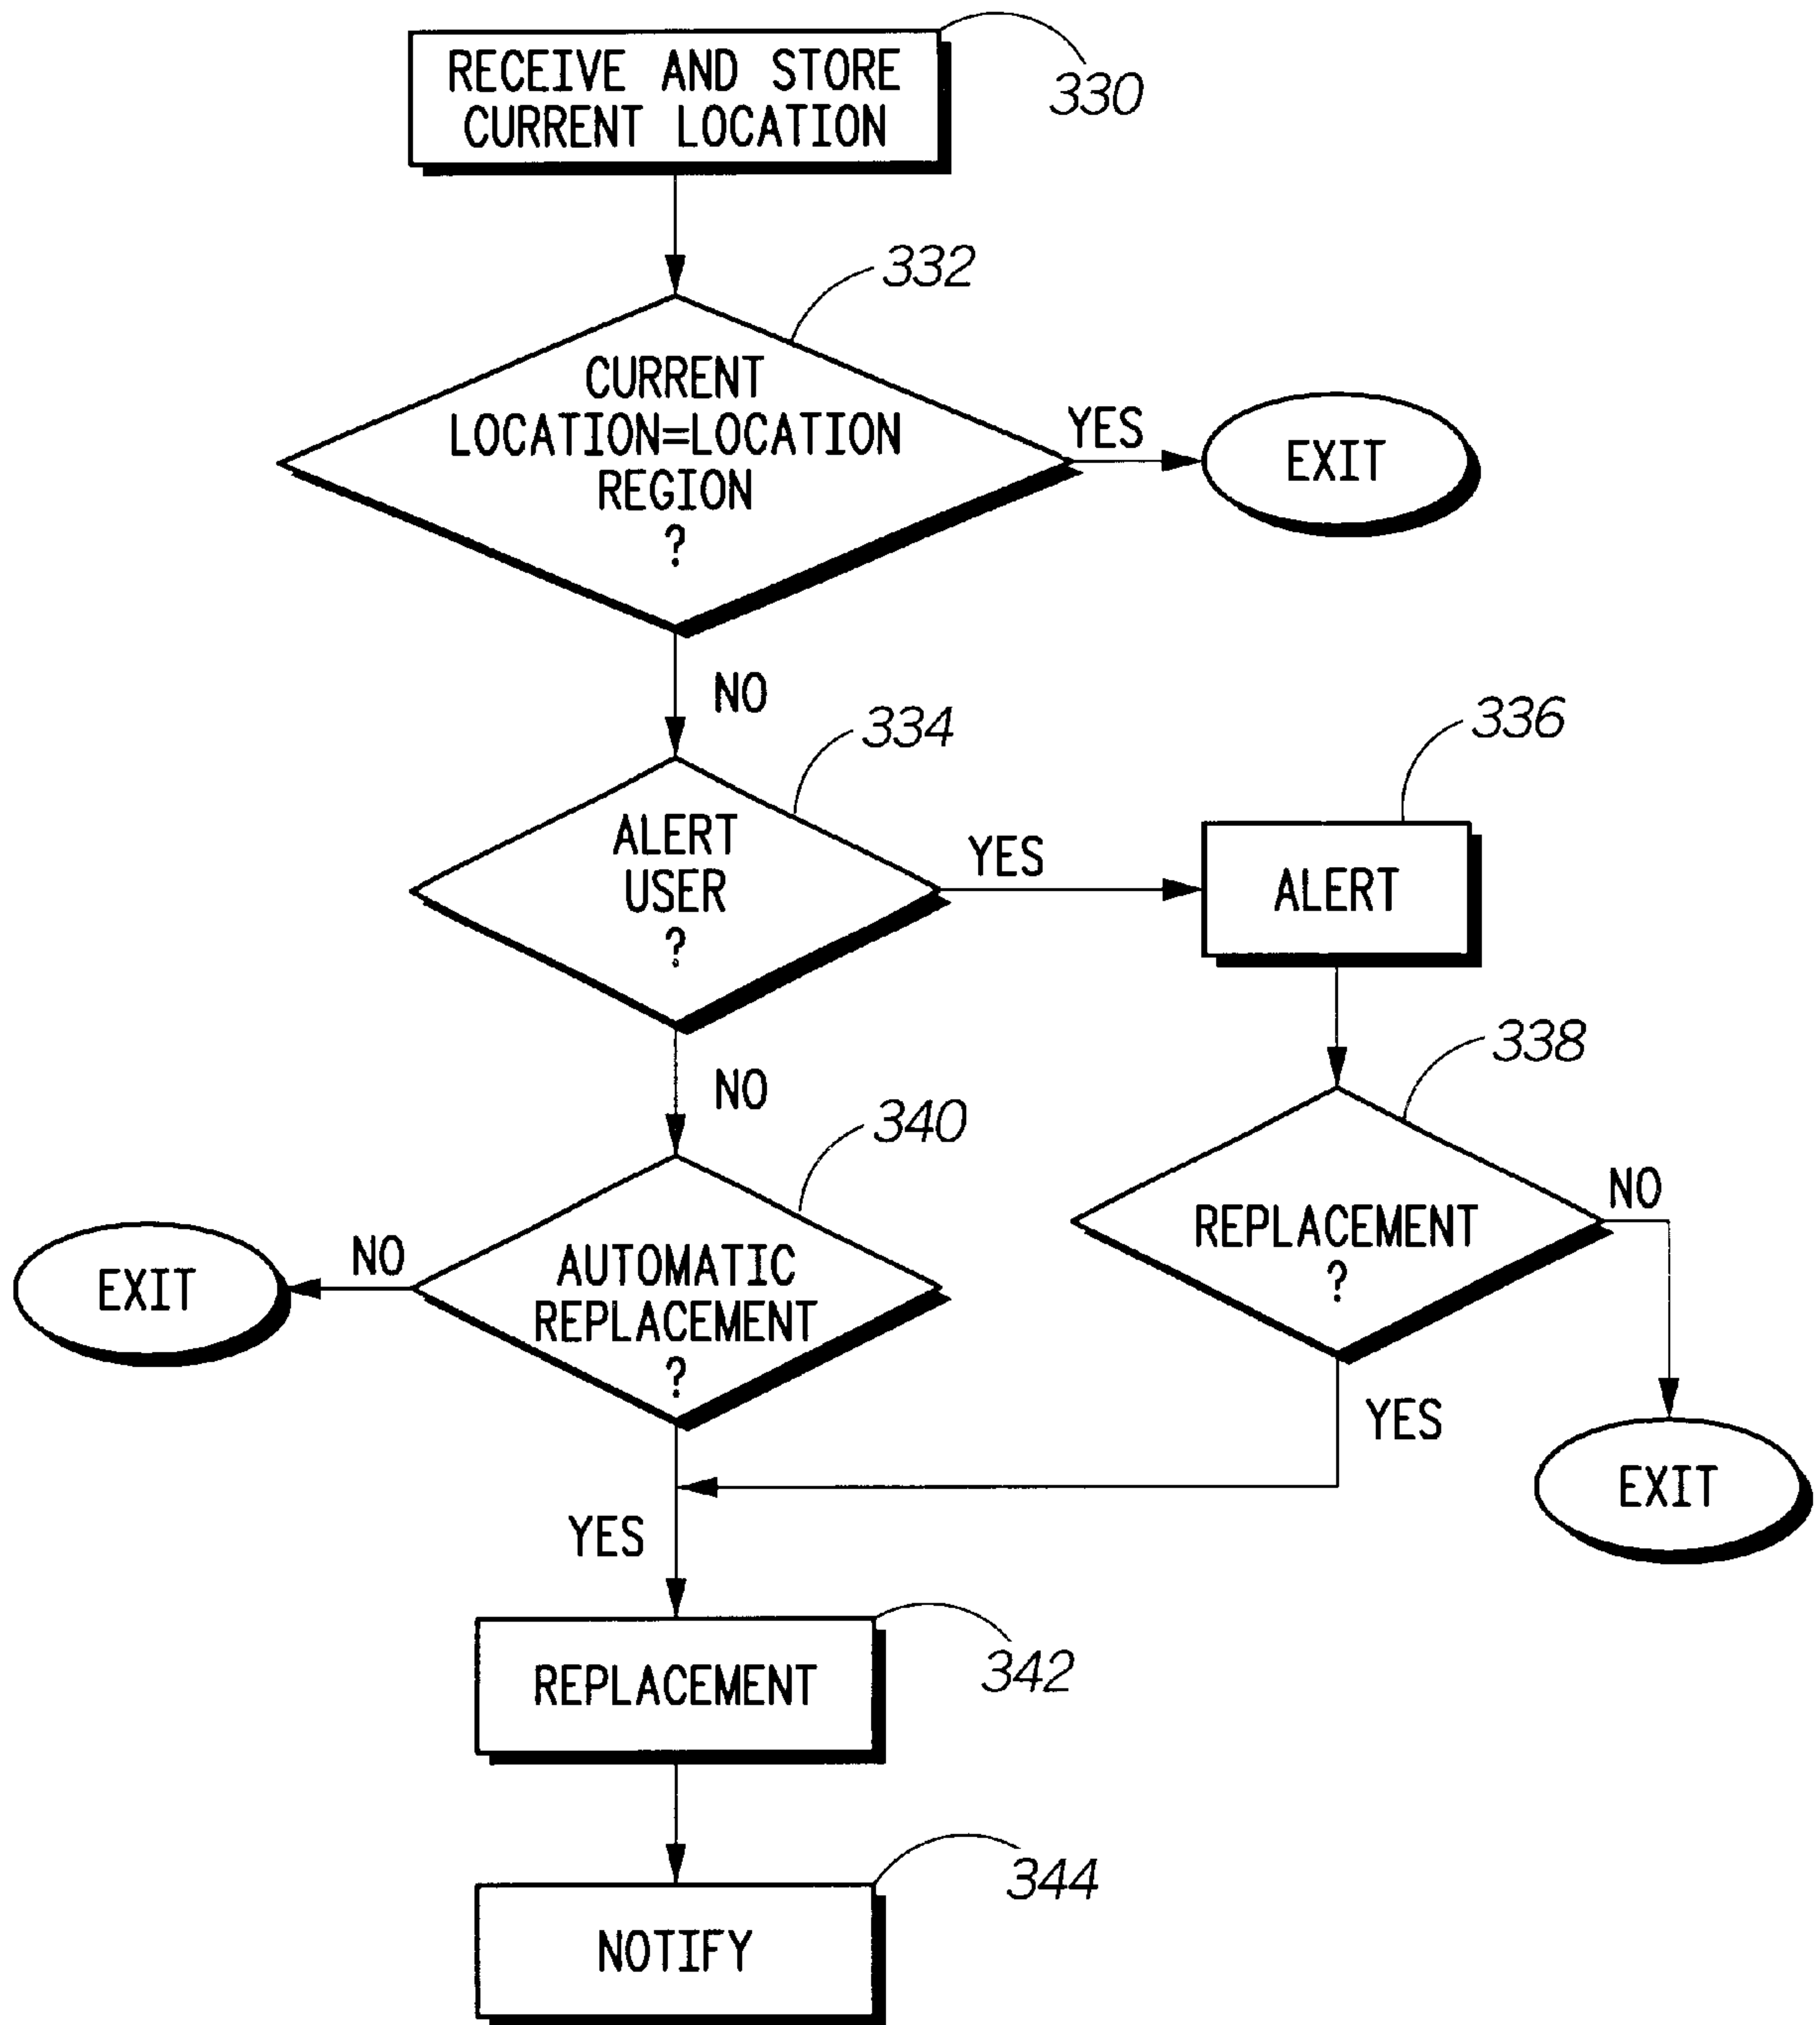 RECEIVE AND STORE
CURRENT LOCATION
330
332
CURRENT
LOCATION=LOCATION
REGION
?
YES
EXIT
NO
334
ALERT
USER
?
YES
336
ALERT
NO
338
REPLACEMENT
?
NO
EXIT
YES
340
AUTOMATIC
REPLACEMENT
?
NO
EXIT
YES
342
REPLACEMENT
344
NOTIFY